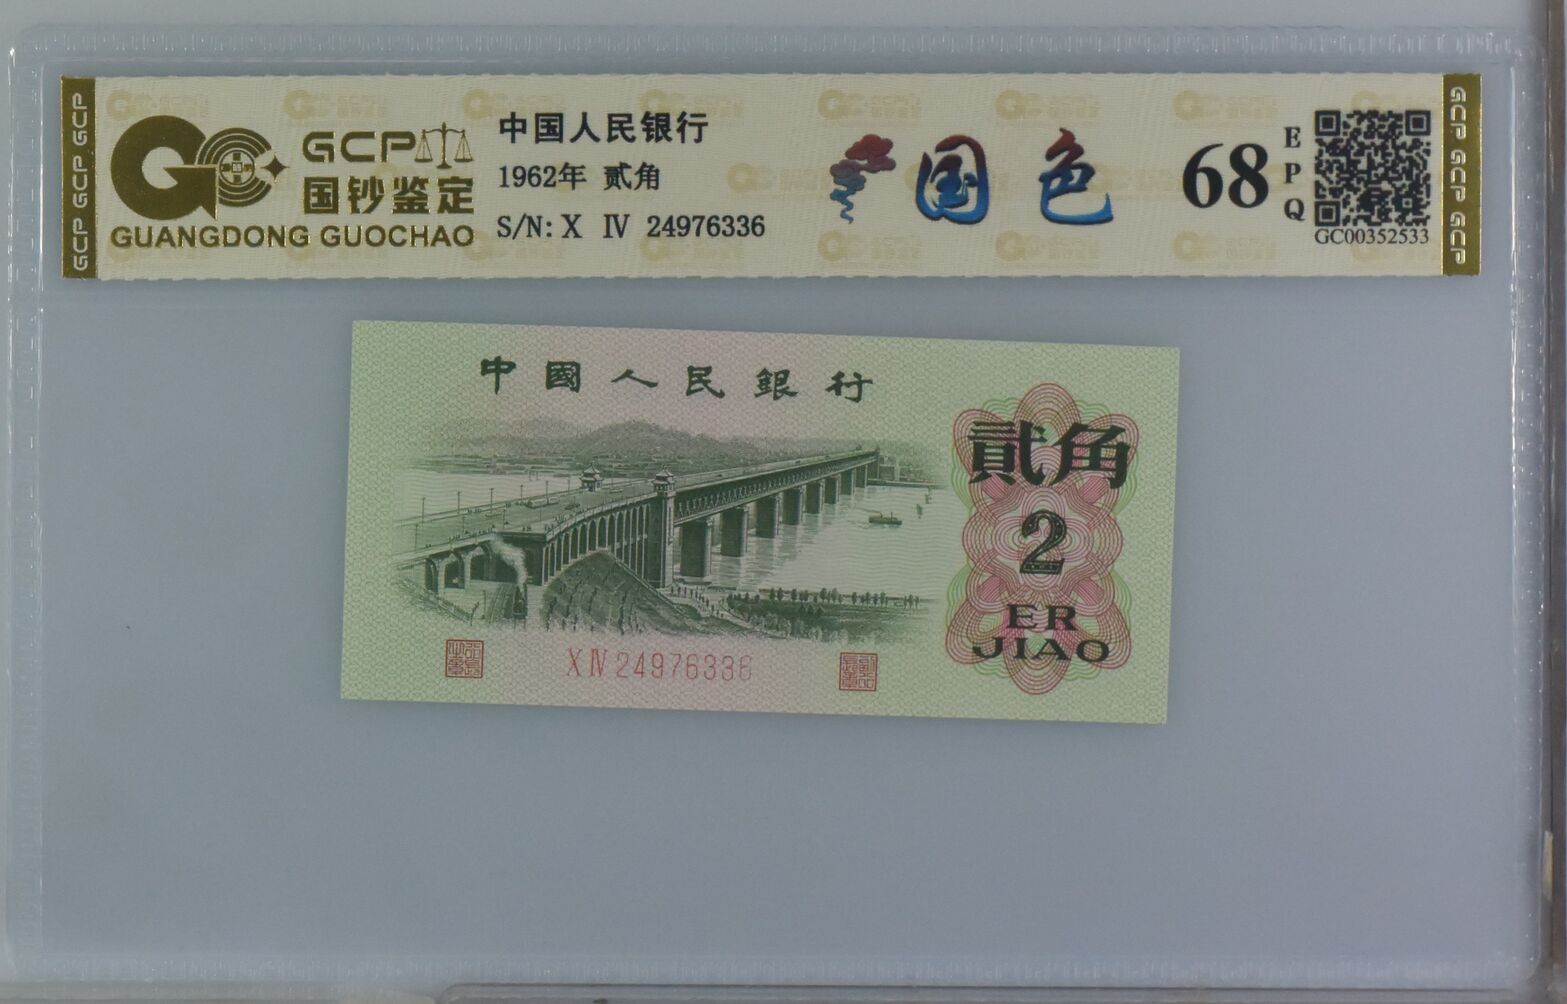 GCP GCP GCP
GCP
国钞鉴定
GUANGDONG GUOCHAO
中国人民银行
1962年 贰角
S/N: X Ⅳ 24976336
国色
68
EPQ
GC00352533
GCP GCP GCP
中國人民銀行
貳角
2
ER
JIAO
X Ⅳ 24976336